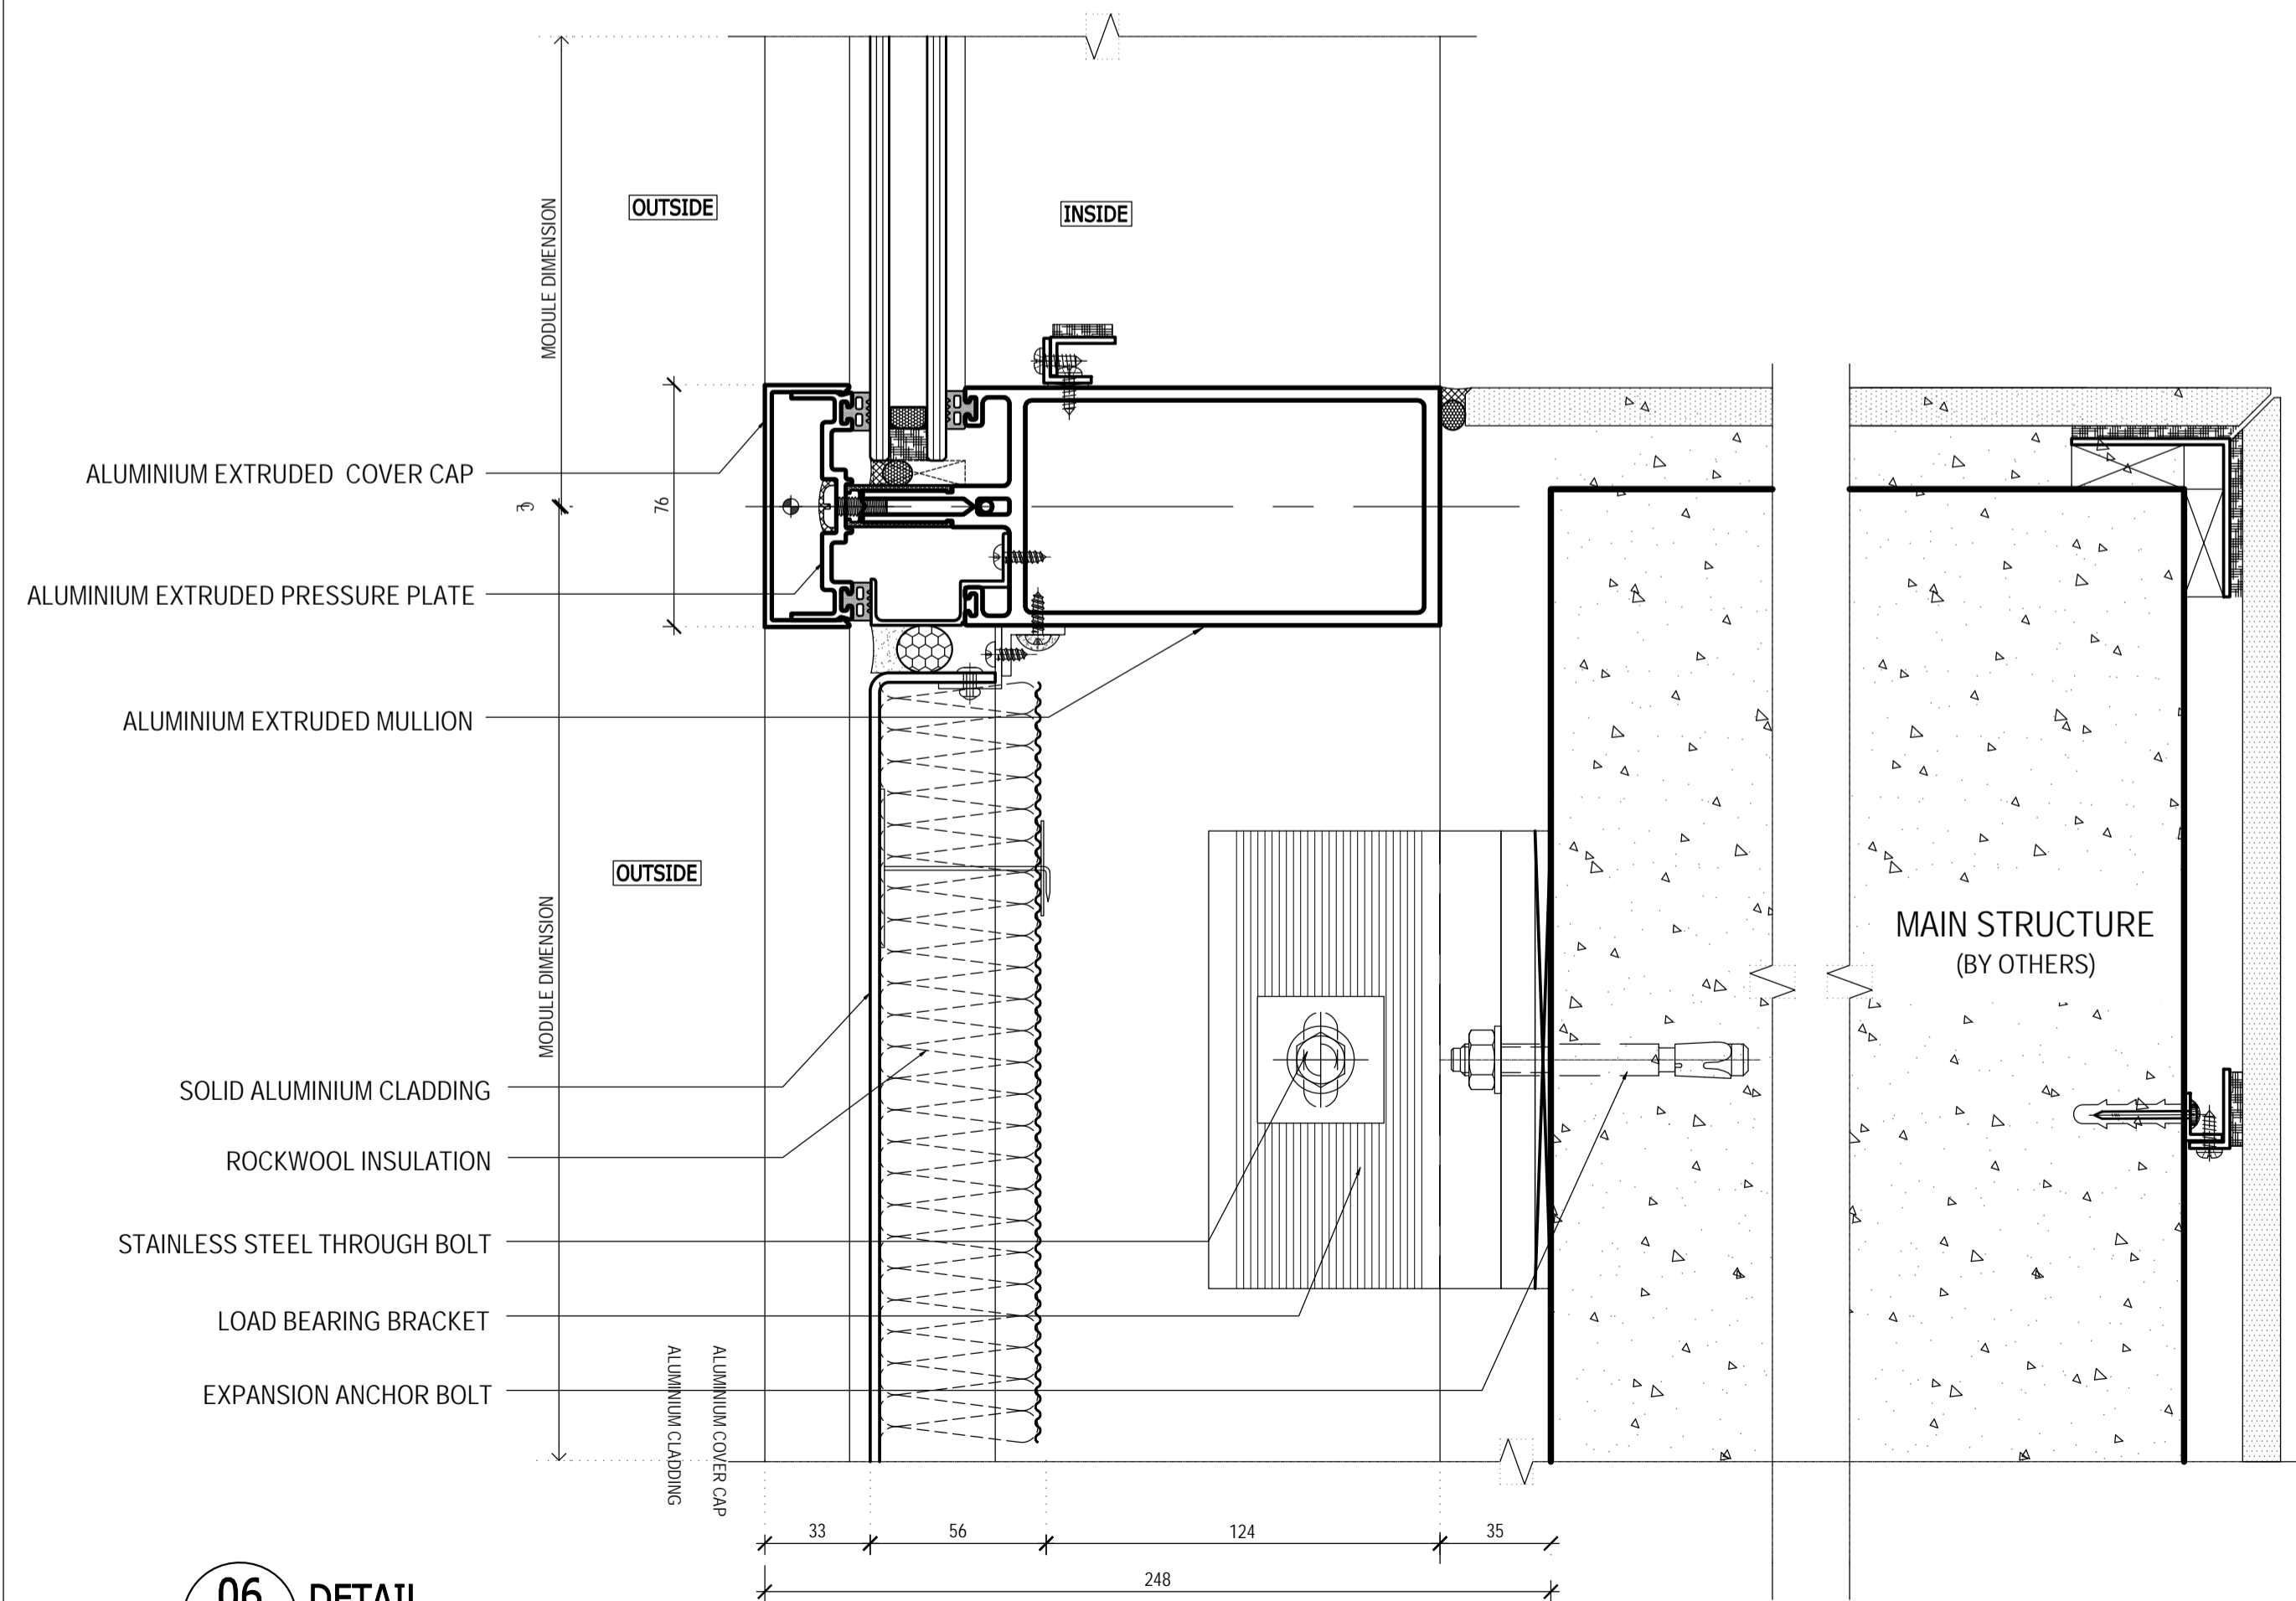 MODULE DIMENSION
OUTSIDE
INSIDE
ALUMINIUM EXTRUDED COVER CAP
76
ALUMINIUM EXTRUDED PRESSURE PLATE
ALUMINIUM EXTRUDED MULLION
OUTSIDE
MODULE DIMENSION
MAIN STRUCTURE
(BY OTHERS)
SOLID ALUMINIUM CLADDING
ROCKWOOL INSULATION
STAINLESS STEEL THROUGH BOLT
LOAD BEARING BRACKET
EXPANSION ANCHOR BOLT
ALUMINIUM CLADDING
ALUMINIUM COVER CAP
33 56 124 35
248
06 DETAIL